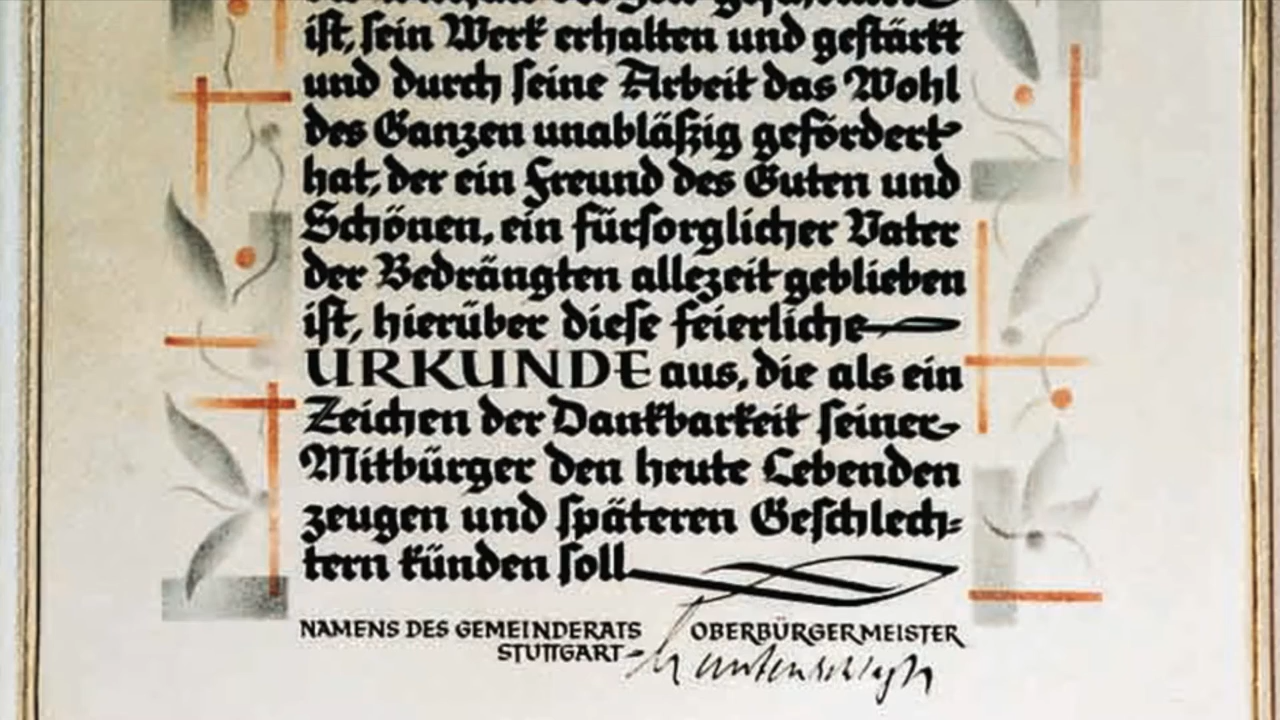 ist, sein Werk erhalten und gestärkt
und durch seine Arbeit das Wohl
des Ganzen unabläßig gefördert
hat, der ein Freund des Guten und
Schönen, ein fürsorglicher Vater
der Bedrängten allezeit geblieben
ist, hierüber diese feierliche
URKUNDE aus, die als ein
Zeichen der Dankbarkeit seiner
Mitbürger den heute Lebenden
zeugen und späteren Geschlech=
tern künden soll
NAMENS DES GEMEINDERATS OBERBÜRGERMEISTER
STUTTGART Lautenschlager